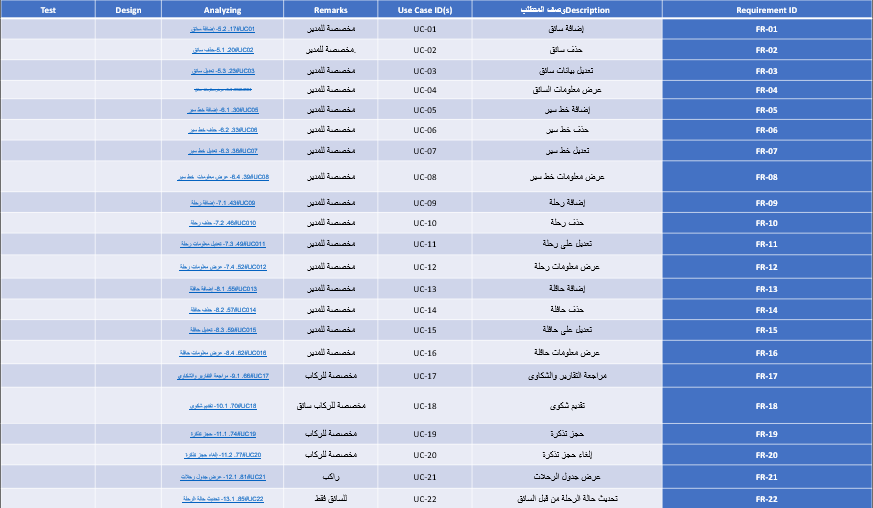 Test Design Analyzing Remarks Use Case ID(s) وصف المتطلبDescription Requirement ID
5.2 .17#UC01- إضافة سائق مخصصة للمدير UC-01 إضافة سائق FR-01
5.1 .20#UC02- حذف سائق مخصصة للمدير. UC-02 حذف سائق FR-02
5.3 .23#UC03- تعديل سائق مخصصة للمدير UC-03 تعديل بيانات سائق FR-03
مخصصة للمدير UC-04 عرض معلومات السائق FR-04
6.1 .30#UC05- إضافة خط سير مخصصة للمدير UC-05 إضافة خط سير FR-05
6.2 .33#UC06- حذف خط سير مخصصة للمدير UC-06 حذف خط سير FR-06
6.3 .36#UC07- تعديل خط سير مخصصة للمدير UC-07 تعديل خط سير FR-07
6.4 .39#UC08- عرض معلومات خط سير مخصصة للمدير UC-08 عرض معلومات خط سير FR-08
7.1 .43#UC09- إضافة رحلة مخصصة للمدير UC-09 إضافة رحلة FR-09
7.2 .46#UC010- حذف رحلة مخصصة للمدير UC-10 حذف رحلة FR-10
7.3 .49#UC011- تعديل معلومات رحلة مخصصة للمدير UC-11 تعديل على رحلة FR-11
7.4 .52#UC012- عرض معلومات رحلة مخصصة للمدير UC-12 عرض معلومات رحلة FR-12
8.1 .55#UC013- إضافة حافلة مخصصة للمدير UC-13 إضافة حافلة FR-13
8.2 .57#UC014- حذف حافلة مخصصة للمدير UC-14 حذف حافلة FR-14
8.3 .59#UC015- تعديل حافلة مخصصة للمدير UC-15 تعديل على حافلة FR-15
8.4 .62#UC016- عرض معلومات حافلة مخصصة للمدير UC-16 عرض معلومات حافلة FR-16
9.1 .66#UC17- مراجعة التقارير والشكاوي مخصصة للركاب UC-17 مراجعة التقارير والشكاوى FR-17
10.1 .70#UC18- تقديم شكوى مخصصة للركاب سائق UC-18 تقديم شكوى FR-18
11.1 .74#UC19- حجز تذكرة مخصصة للركاب UC-19 حجز تذكرة FR-19
11.2 .77#UC20- إلغاء حجز تذكرة مخصصة للركاب UC-20 إلغاء حجز تذكرة FR-20
12.1 .81#UC21- عرض جدول رحلات راكب UC-21 عرض جدول الرحلات FR-21
13.1 .85#UC22- تحديث حالة الرحلة للسائق فقط UC-22 تحديث حالة الرحلة من قبل السائق FR-22